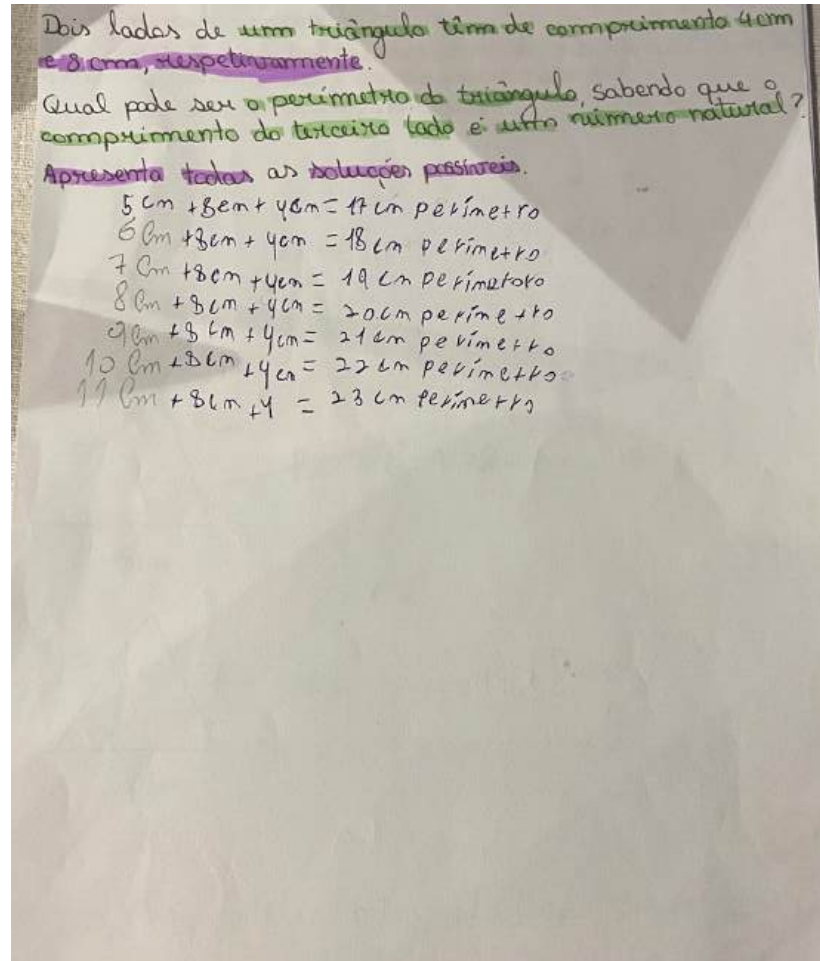 Dois lados de um triângulo têm de comprimento 4cm
e 8 cm, respetivamente.
Qual pode ser o perímetro do triângulo, sabendo que o
comprimento do terceiro lado é um número natural?
Apresenta todas as soluções possíveis.
5 cm + 8cm + 4cm = 17 cm perímetro
6 cm + 8cm + 4cm = 18 cm perímetro
7 cm + 8cm + 4cm = 19 cm perímetoro
8 cm + 8cm + 4cm = 20cm perímetro
9 cm + 8 cm + 4cm = 21 cm perímetro
10 cm + 8cm + 4cm = 22 cm perímetro
11 cm + 8cm + 4 = 23 cm perímetro